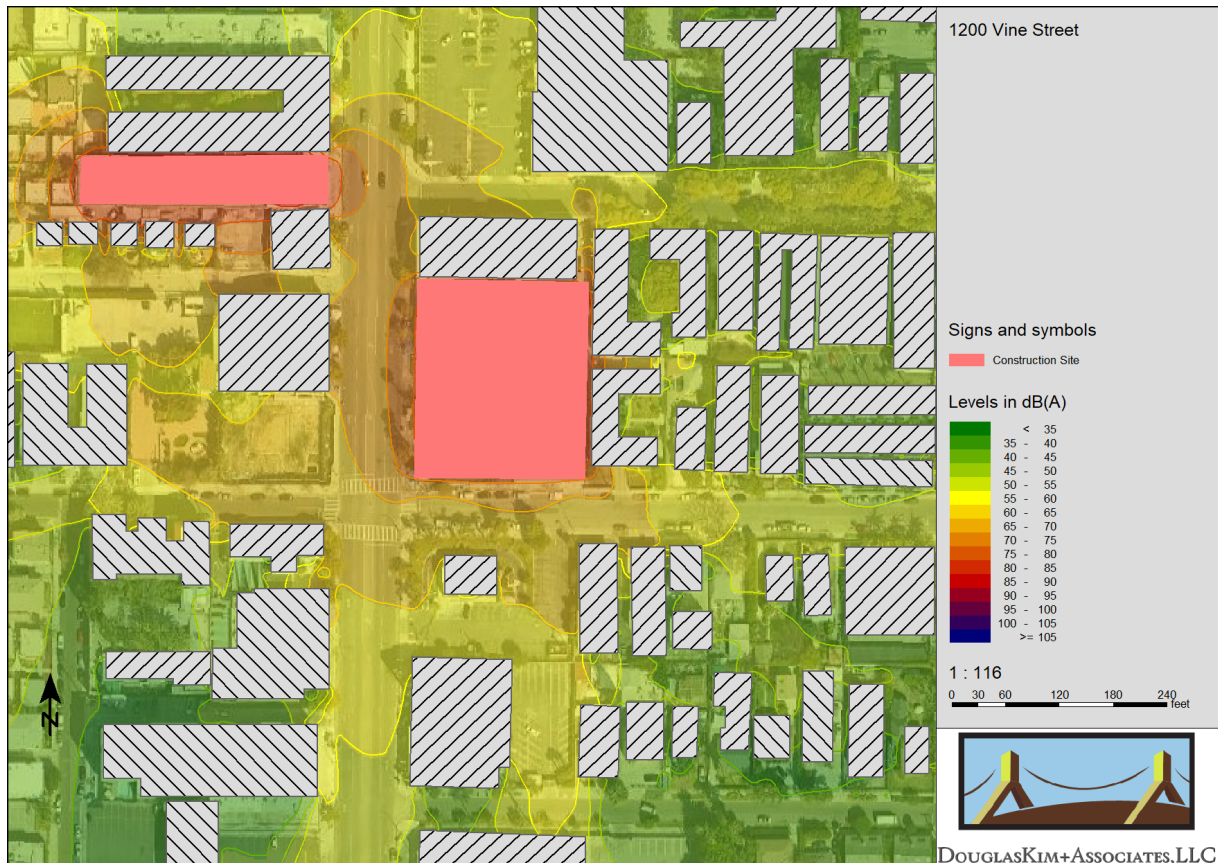 1200 Vine Street
Signs and symbols
Construction Site
Levels in dB(A)
< 35
35 - 40
40 - 45
45 - 50
50 - 55
55 - 60
60 - 65
65 - 70
70 - 75
75 - 80
80 - 85
85 - 90
90 - 95
95 - 100
100 - 105
>= 105
1 : 116
0 30 60 120 180 240
feet
N
DOUGLASKIM+ASSOCIATES,LLC